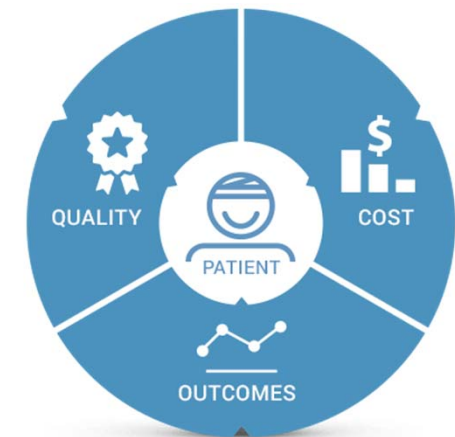 $
QUALITY
COST
PATIENT
OUTCOMES